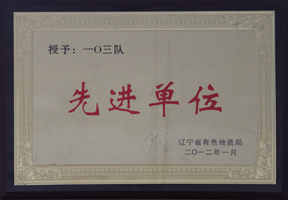 授予：一〇三队
先进单位
辽宁省有色地质局
二〇一二年一月